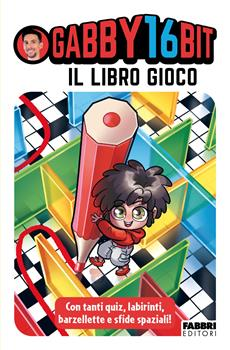 GABBY16BIT
IL LIBRO GIOCO
Con tanti quiz, labirinti,
barzellette e sfide spaziali!
FABBRI
EDITORI